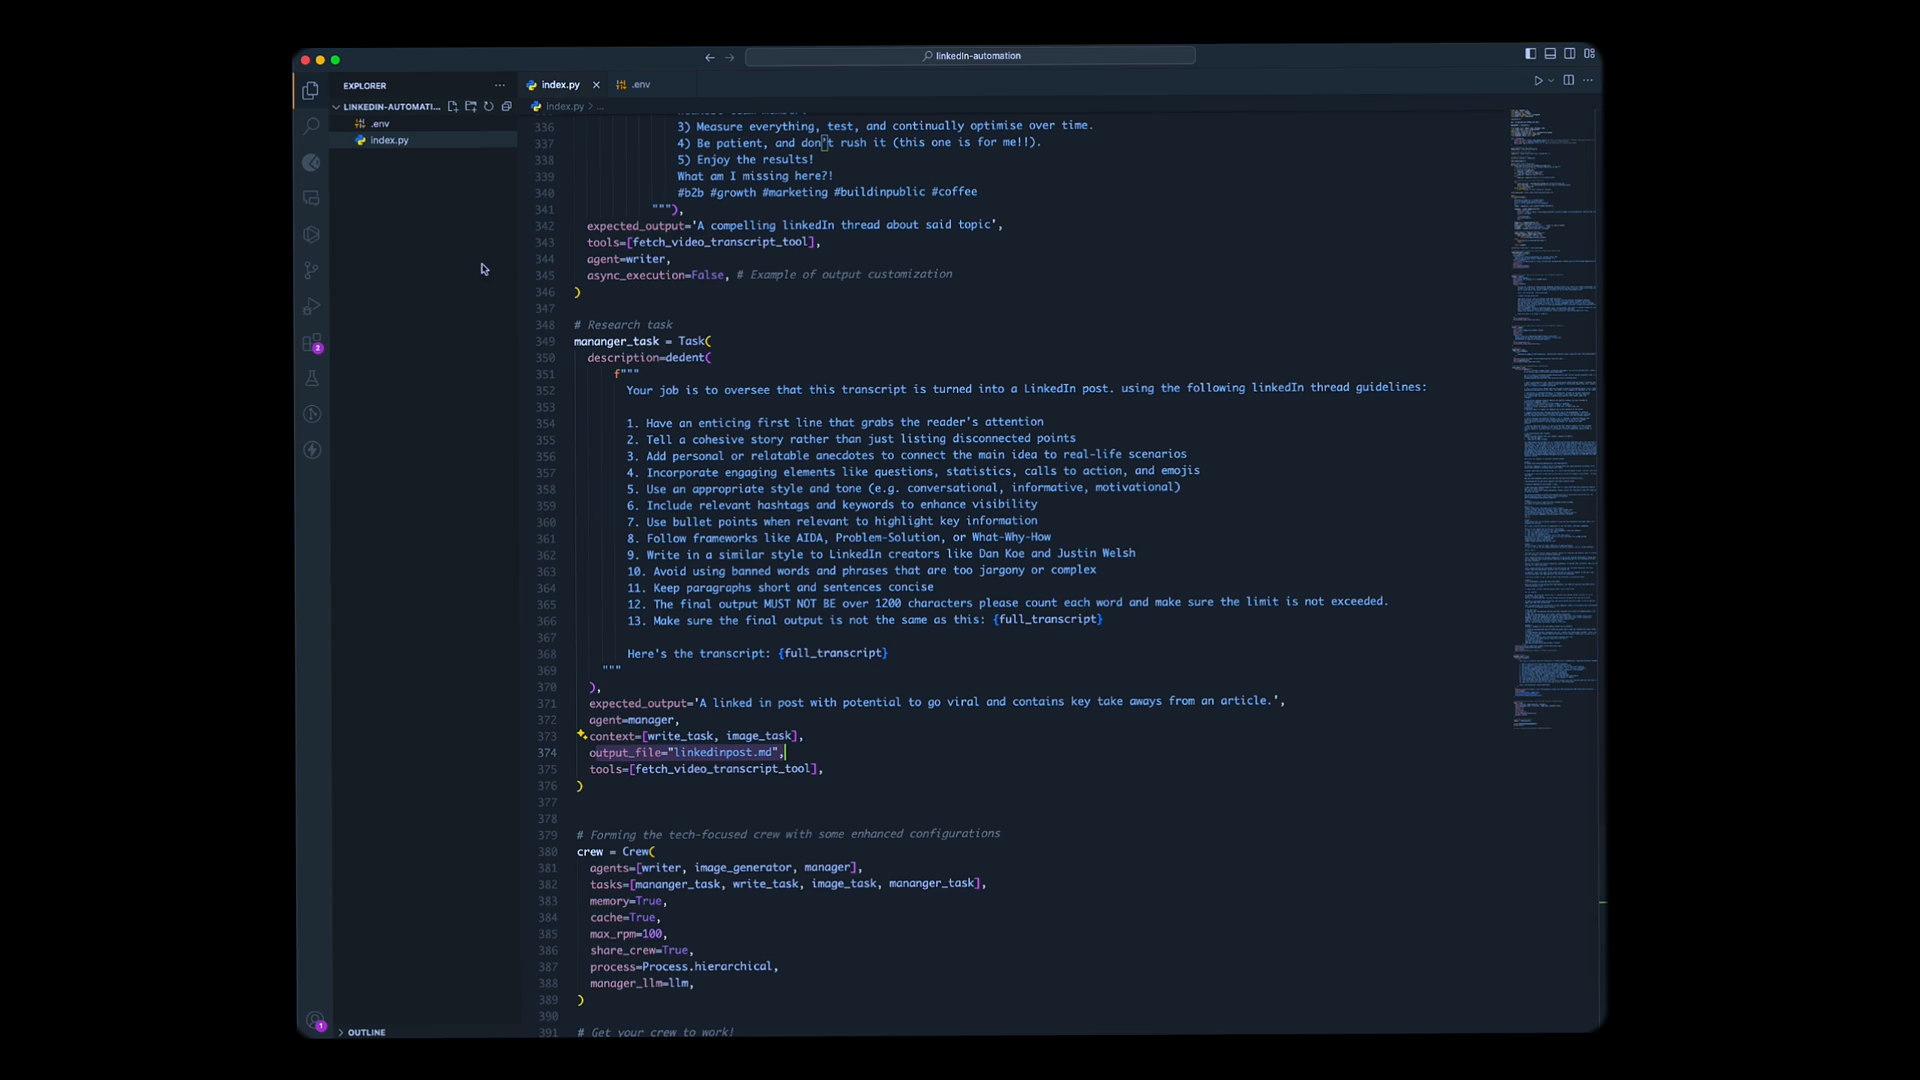 linkedIn-automation
EXPLORER
LINKEDIN-AUTOMATI...
.env
index.py
index.py
.env
index.py > ...
336 3) Measure everything, test, and continually optimise over time.
337 4) Be patient, and don't rush it (this one is for me!!).
338 5) Enjoy the results!
339 What am I missing here?!
340 #b2b #growth #marketing #buildinpublic #coffee
341 """),
342 expected_output='A compelling linkedIn thread about said topic',
343 tools=[fetch_video_transcript_tool],
344 agent=writer,
345 async_execution=False, # Example of output customization
346 )
347
348 # Research task
349 mananger_task = Task(
350 description=dedent(
351 f"""
352 Your job is to oversee that this transcript is turned into a LinkedIn post. using the following linkedIn thread guidelines:
353
354 1. Have an enticing first line that grabs the reader's attention
355 2. Tell a cohesive story rather than just listing disconnected points
356 3. Add personal or relatable anecdotes to connect the main idea to real-life scenarios
357 4. Incorporate engaging elements like questions, statistics, calls to action, and emojis
358 5. Use an appropriate style and tone (e.g. conversational, informative, motivational)
359 6. Include relevant hashtags and keywords to enhance visibility
360 7. Use bullet points when relevant to highlight key information
361 8. Follow frameworks like AIDA, Problem-Solution, or What-Why-How
362 9. Write in a similar style to LinkedIn creators like Dan Koe and Justin Welsh
363 10. Avoid using banned words and phrases that are too jargony or complex
364 11. Keep paragraphs short and sentences concise
365 12. The final output MUST NOT BE over 1200 characters please count each word and make sure the limit is not exceeded.
366 13. Make sure the final output is not the same as this: {full_transcript}
367
368 Here's the transcript: {full_transcript}
369 """
370 ),
371 expected_output='A linked in post with potential to go viral and contains key take aways from an article.',
372 agent=manager,
373 context=[write_task, image_task],
374 output_file="linkedinpost.md",
375 tools=[fetch_video_transcript_tool],
376 )
377
378
379 # Forming the tech-focused crew with some enhanced configurations
380 crew = Crew(
381 agents=[writer, image_generator, manager],
382 tasks=[mananger_task, write_task, image_task, mananger_task],
383 memory=True,
384 cache=True,
385 max_rpm=100,
386 share_crew=True,
387 process=Process.hierarchical,
388 manager_llm=llm,
389 )
390
391 # Get your crew to work!
2
1
OUTLINE